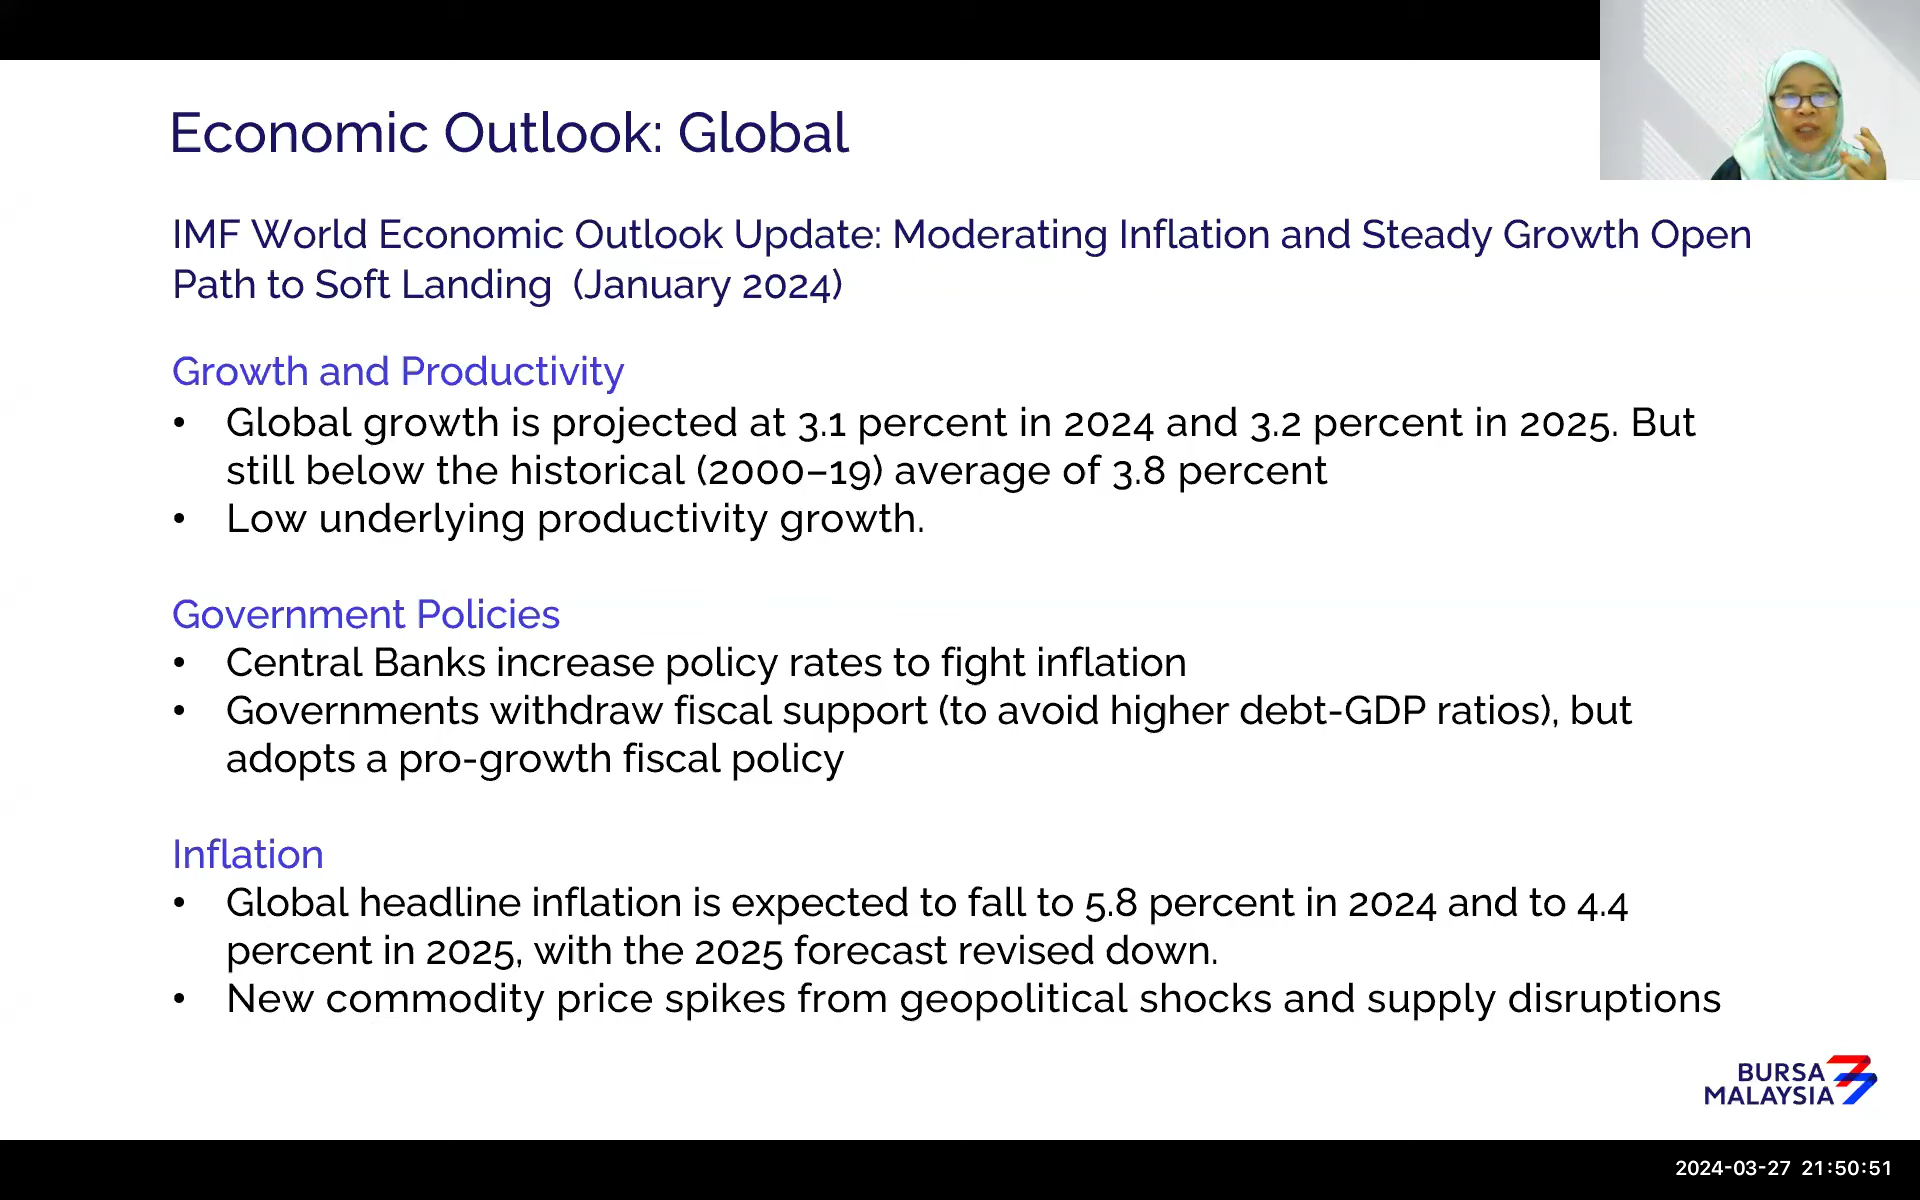 Economic Outlook: Global
IMF World Economic Outlook Update: Moderating Inflation and Steady Growth Open
Path to Soft Landing (January 2024)
Growth and Productivity
• Global growth is projected at 3.1 percent in 2024 and 3.2 percent in 2025. But
still below the historical (2000–19) average of 3.8 percent
• Low underlying productivity growth.
Government Policies
• Central Banks increase policy rates to fight inflation
• Governments withdraw fiscal support (to avoid higher debt-GDP ratios), but
adopts a pro-growth fiscal policy
Inflation
• Global headline inflation is expected to fall to 5.8 percent in 2024 and to 4.4
percent in 2025, with the 2025 forecast revised down.
• New commodity price spikes from geopolitical shocks and supply disruptions
BURSA
MALAYSIA
2024-03-27 21:50:51